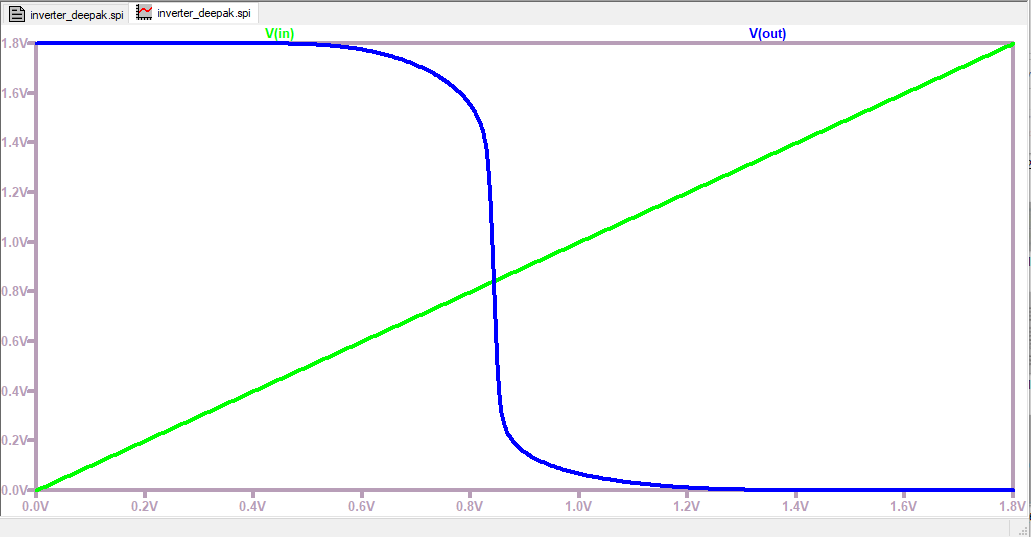 inverter_deepak.spi inverter_deepak.spi
V(in) V(out)
1.8V
1.6V
1.4V
1.2V
1.0V
0.8V
0.6V
0.4V
0.2V
0.0V
0.0V 0.2V 0.4V 0.6V 0.8V 1.0V 1.2V 1.4V 1.6V 1.8V